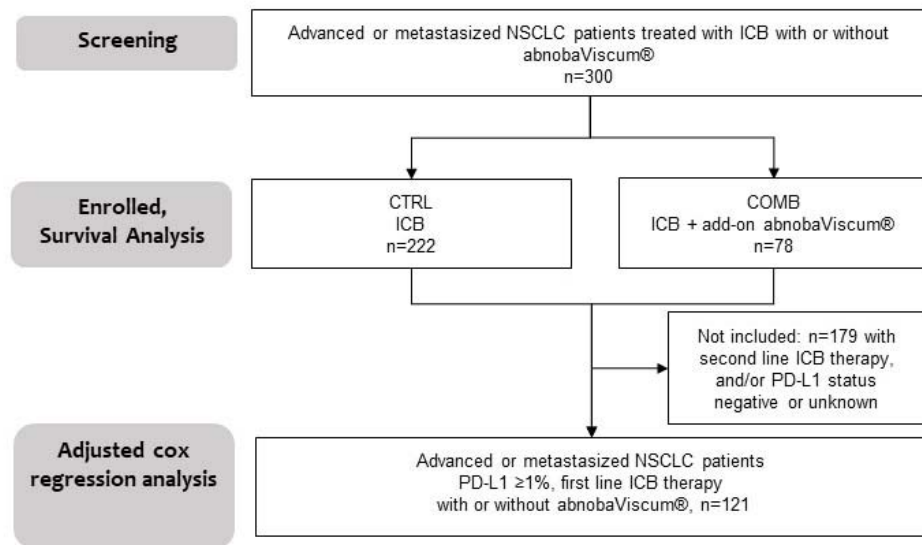 Screening
Advanced or metastasized NSCLC patients treated with ICB with or without
abnobaViscum®
n=300
Enrolled,
Survival Analysis
CTRL
ICB
n=222
COMB
ICB + add-on abnobaViscum®
n=78
Not included: n=179 with
second line ICB therapy,
and/or PD-L1 status
negative or unknown
Adjusted cox
regression analysis
Advanced or metastasized NSCLC patients
PD-L1 ≥1%, first line ICB therapy
with or without abnobaViscum®, n=121